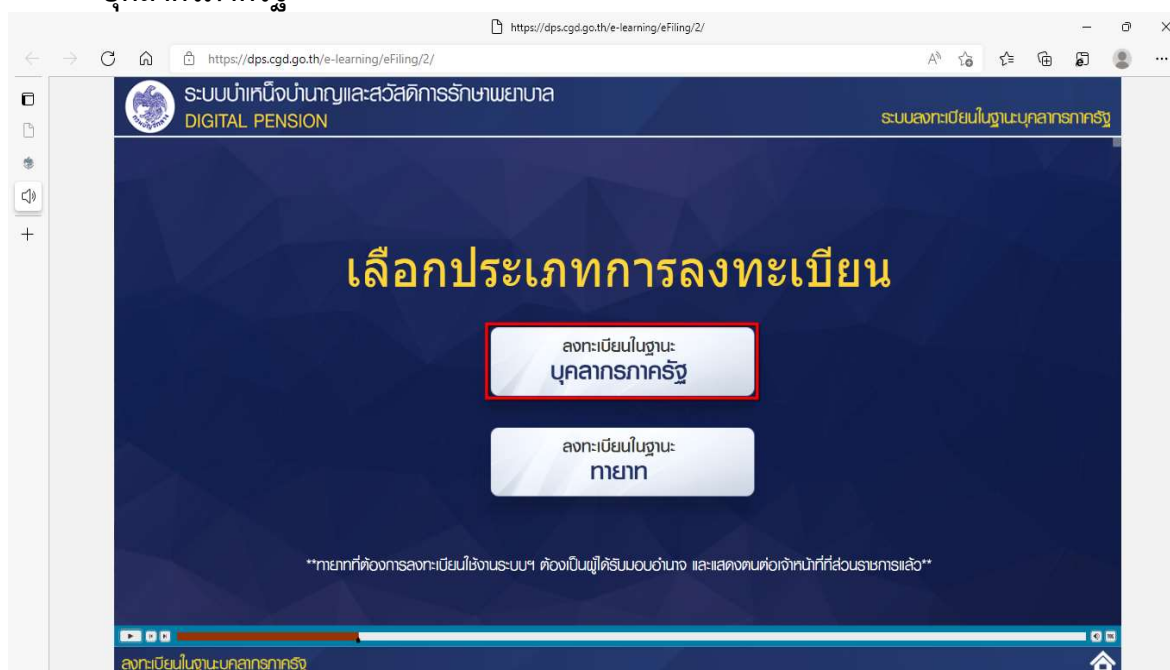 บุคลากรภาครัฐ
https://dps.cgd.go.th/e-learning/eFiling/2/
https://dps.cgd.go.th/e-learning/eFiling/2/
ระบบบำเหน็จบำนาญและสวัสดิการรักษาพยาบาล
DIGITAL PENSION
ระบบลงทะเบียนในฐานะบุคลากรภาครัฐ
เลือกประเภทการลงทะเบียน
ลงทะเบียนในฐานะ
บุคลากรภาครัฐ
ลงทะเบียนในฐานะ
ทายาท
**ทายาทที่ต้องการลงทะเบียนใช้งานระบบฯ ต้องเป็นผู้ได้รับมอบอำนาจ และแสดงตนต่อเจ้าหน้าที่ที่ส่วนราชการแล้ว**
ลงทะเบียนในฐานะบุคลากรภาครัฐ